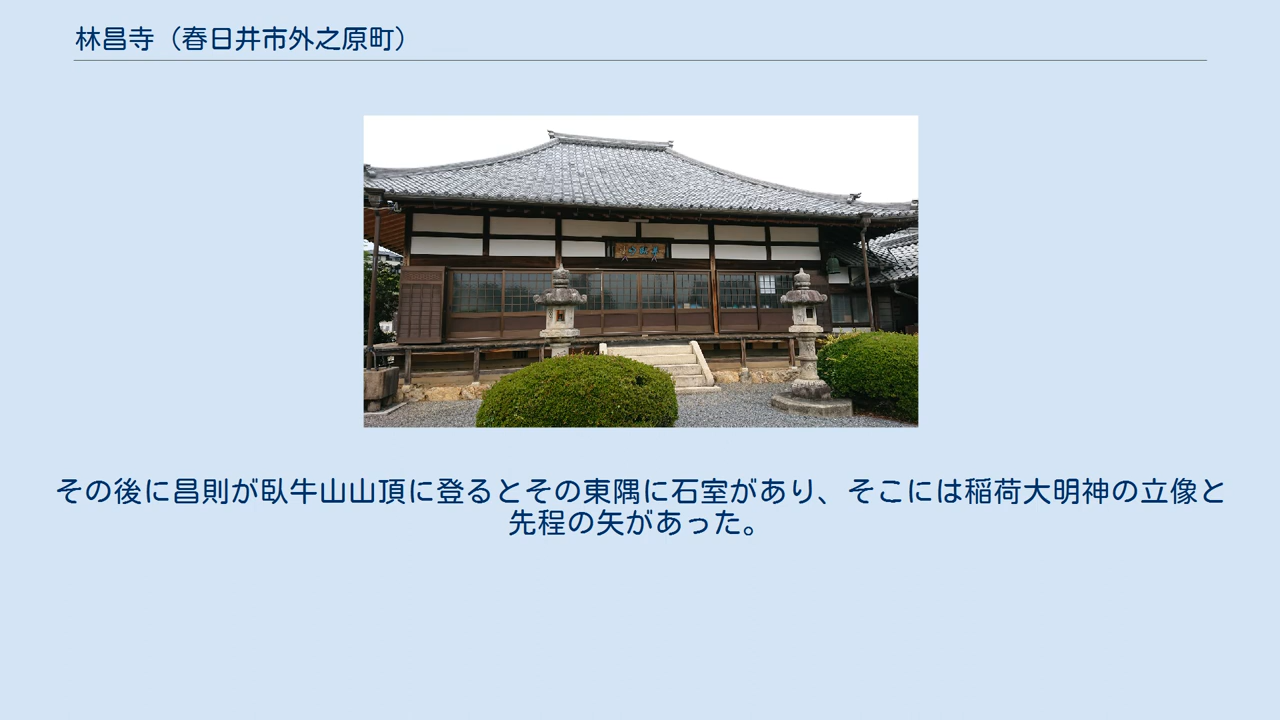 林昌寺（春日井市外之原町）
その後に昌則が臥牛山山頂に登るとその東隅に石室があり、そこには稲荷大明神の立像と
先程の矢があった。